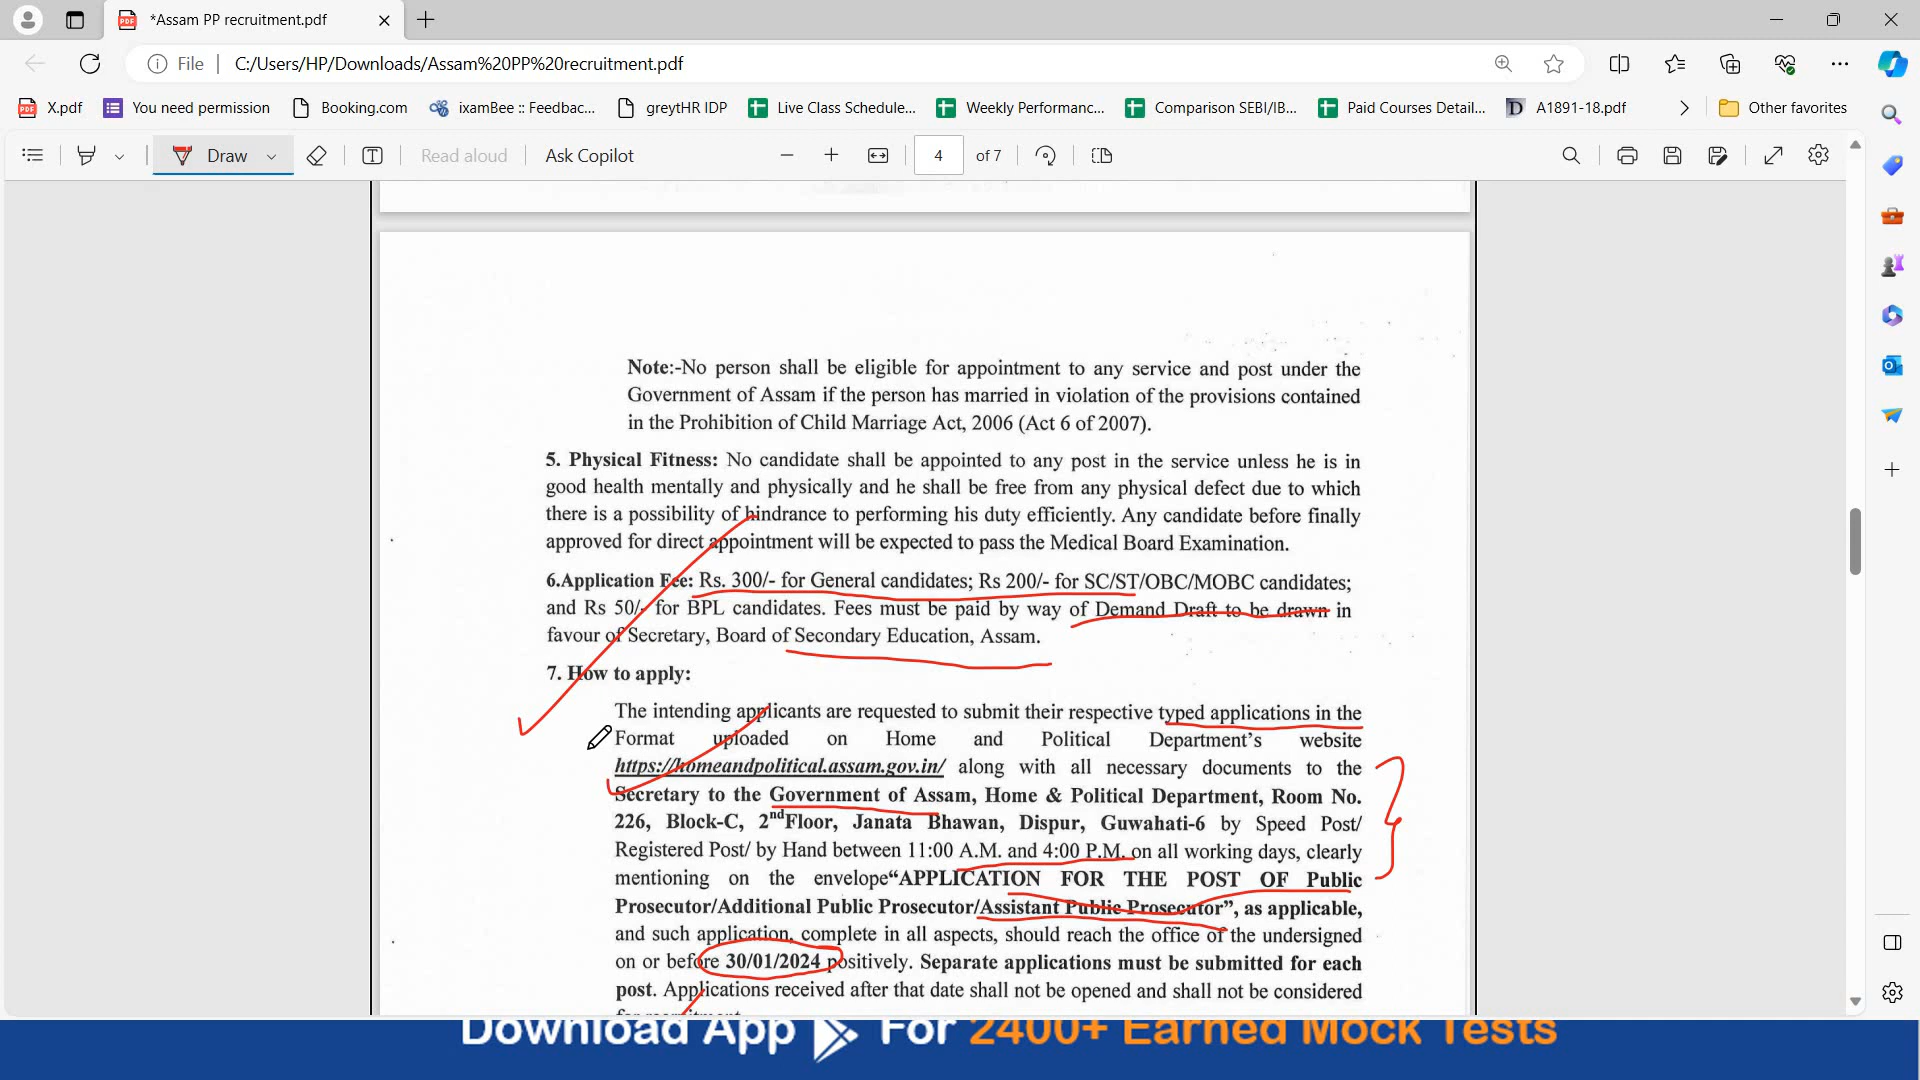 *Assam PP recruitment.pdf
File C:/Users/HP/Downloads/Assam%20PP%20recruitment.pdf
X.pdf You need permission Booking.com ixamBee :: Feedbac... greytHR IDP Live Class Schedule... Weekly Performanc... Comparison SEBI/IB... Paid Courses Detail... A1891-18.pdf Other favorites
Draw Read aloud Ask Copilot 4 of 7
Note:-No person shall be eligible for appointment to any service and post under the
Government of Assam if the person has married in violation of the provisions contained
in the Prohibition of Child Marriage Act, 2006 (Act 6 of 2007).
5. Physical Fitness: No candidate shall be appointed to any post in the service unless he is in
good health mentally and physically and he shall be free from any physical defect due to which
there is a possibility of hindrance to performing his duty efficiently. Any candidate before finally
approved for direct appointment will be expected to pass the Medical Board Examination.
6.Application Fee: Rs. 300/- for General candidates; Rs 200/- for SC/ST/OBC/MOBC candidates;
and Rs 50/- for BPL candidates. Fees must be paid by way of Demand Draft to be drawn in
favour of Secretary, Board of Secondary Education, Assam.
7. How to apply:
The intending applicants are requested to submit their respective typed applications in the
Format uploaded on Home and Political Department's website
https://homeandpolitical.assam.gov.in/ along with all necessary documents to the
Secretary to the Government of Assam, Home & Political Department, Room No.
226, Block-C, 2nd Floor, Janata Bhawan, Dispur, Guwahati-6 by Speed Post/
Registered Post/ by Hand between 11:00 A.M. and 4:00 P.M. on all working days, clearly
mentioning on the envelope“APPLICATION FOR THE POST OF Public
Prosecutor/Additional Public Prosecutor/Assistant Public Prosecutor”, as applicable,
and such application, complete in all aspects, should reach the office of the undersigned
on or before 30/01/2024 positively. Separate applications must be submitted for each
post. Applications received after that date shall not be opened and shall not be considered
for recruitment.
Download App For 2400+ Earned Mock Tests